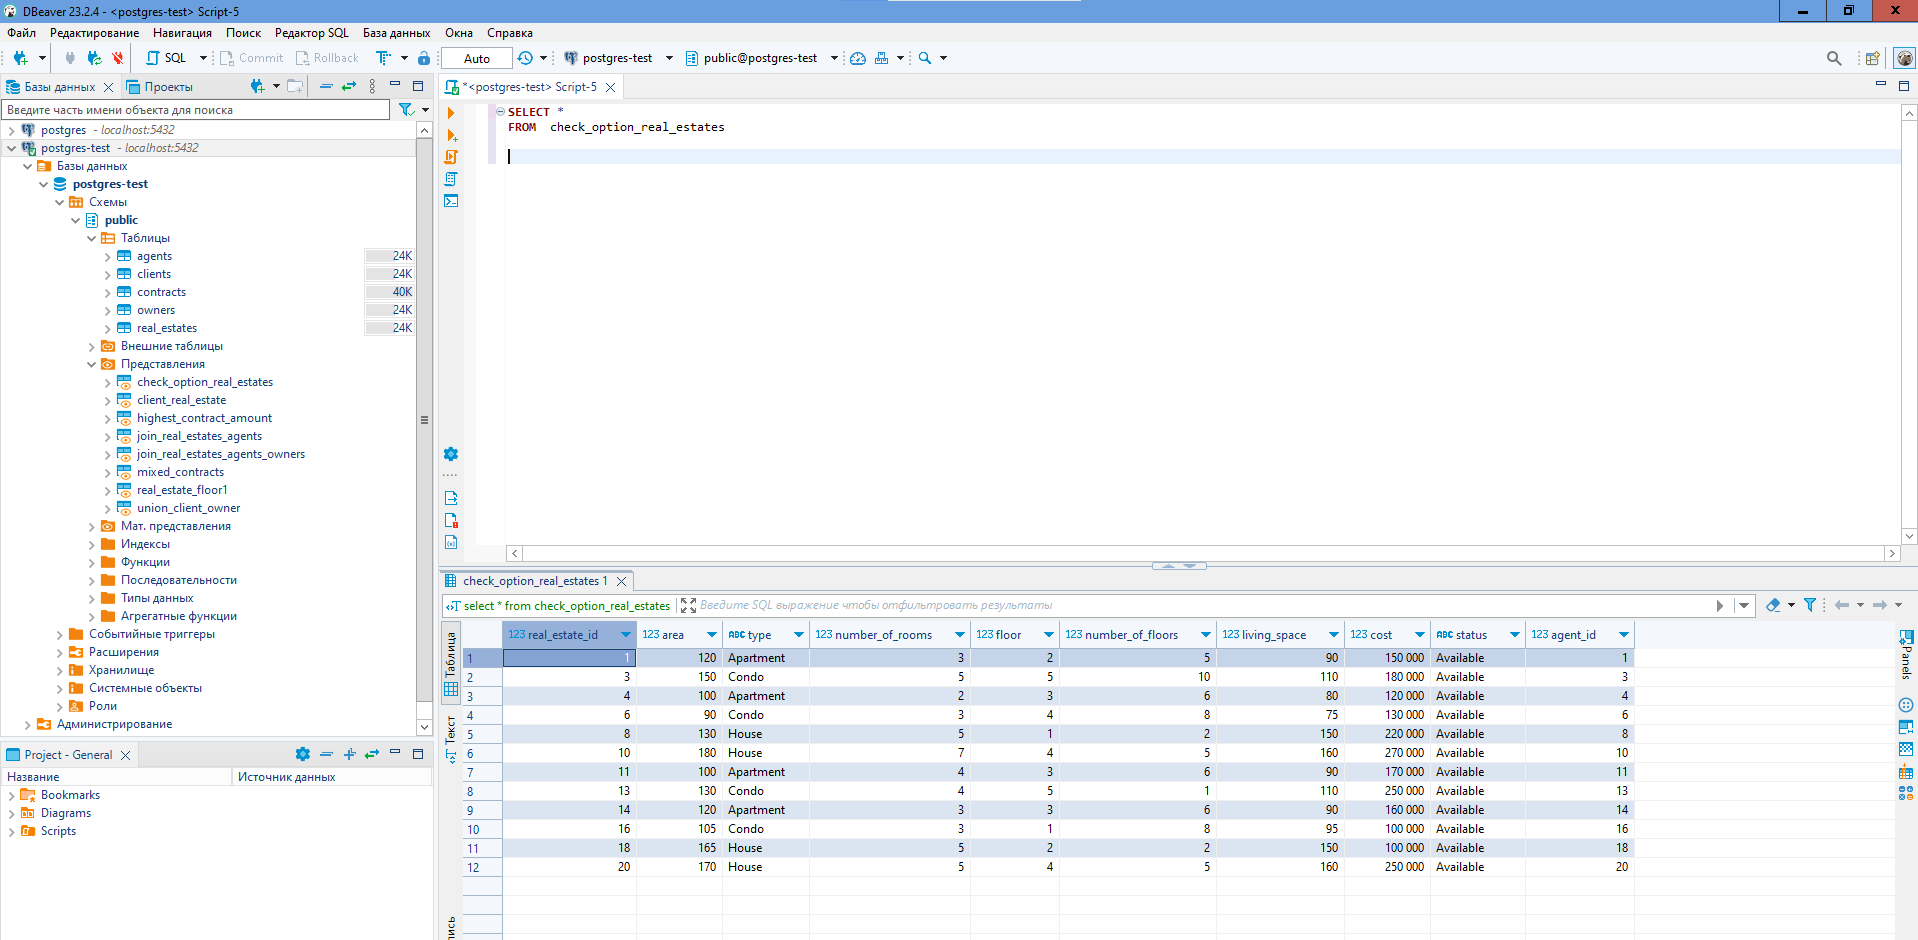 DBeaver 23.2.4 - <postgres-test> Script-5
Файл Редактирование Навигация Поиск Редактор SQL База данных Окна Справка
SQL Commit Rollback Auto postgres-test public@postgres-test
Базы данных Проекты
Введите часть имени объекта для поиска
postgres - localhost:5432
postgres-test - localhost:5432
Базы данных
postgres-test
Схемы
public
Таблицы
agents 24K
clients 24K
contracts 40K
owners 24K
real_estates 24K
Внешние таблицы
Представления
check_option_real_estates
client_real_estate
highest_contract_amount
join_real_estates_agents
join_real_estates_agents_owners
mixed_contracts
real_estate_floor1
union_client_owner
Мат. представления
Индексы
Функции
Последовательности
Типы данных
Агрегатные функции
Событийные триггеры
Расширения
Хранилище
Системные объекты
Роли
Администрирование
Project - General
Название Источник данных
Bookmarks
Diagrams
Scripts
*<postgres-test> Script-5
SELECT *
FROM check_option_real_estates
check_option_real_estates 1
select * from check_option_real_estates Введите SQL выражение чтобы отфильтровать результаты
Таблица
Текст
пись
Panels
123 real_estate_id 123 area ABC type 123 number_of_rooms 123 floor 123 number_of_floors 123 living_space 123 cost ABC status 123 agent_id
1 1 120 Apartment 3 2 5 90 150 000 Available 1
2 3 150 Condo 5 5 10 110 180 000 Available 3
3 4 100 Apartment 2 3 6 80 120 000 Available 4
4 6 90 Condo 3 4 8 75 130 000 Available 6
5 8 130 House 5 1 2 150 220 000 Available 8
6 10 180 House 7 4 5 160 270 000 Available 10
7 11 100 Apartment 4 3 6 90 170 000 Available 11
8 13 130 Condo 4 5 1 110 250 000 Available 13
9 14 120 Apartment 3 3 6 90 160 000 Available 14
10 16 105 Condo 3 1 8 95 100 000 Available 16
11 18 165 House 5 2 2 150 100 000 Available 18
12 20 170 House 5 4 5 160 250 000 Available 20